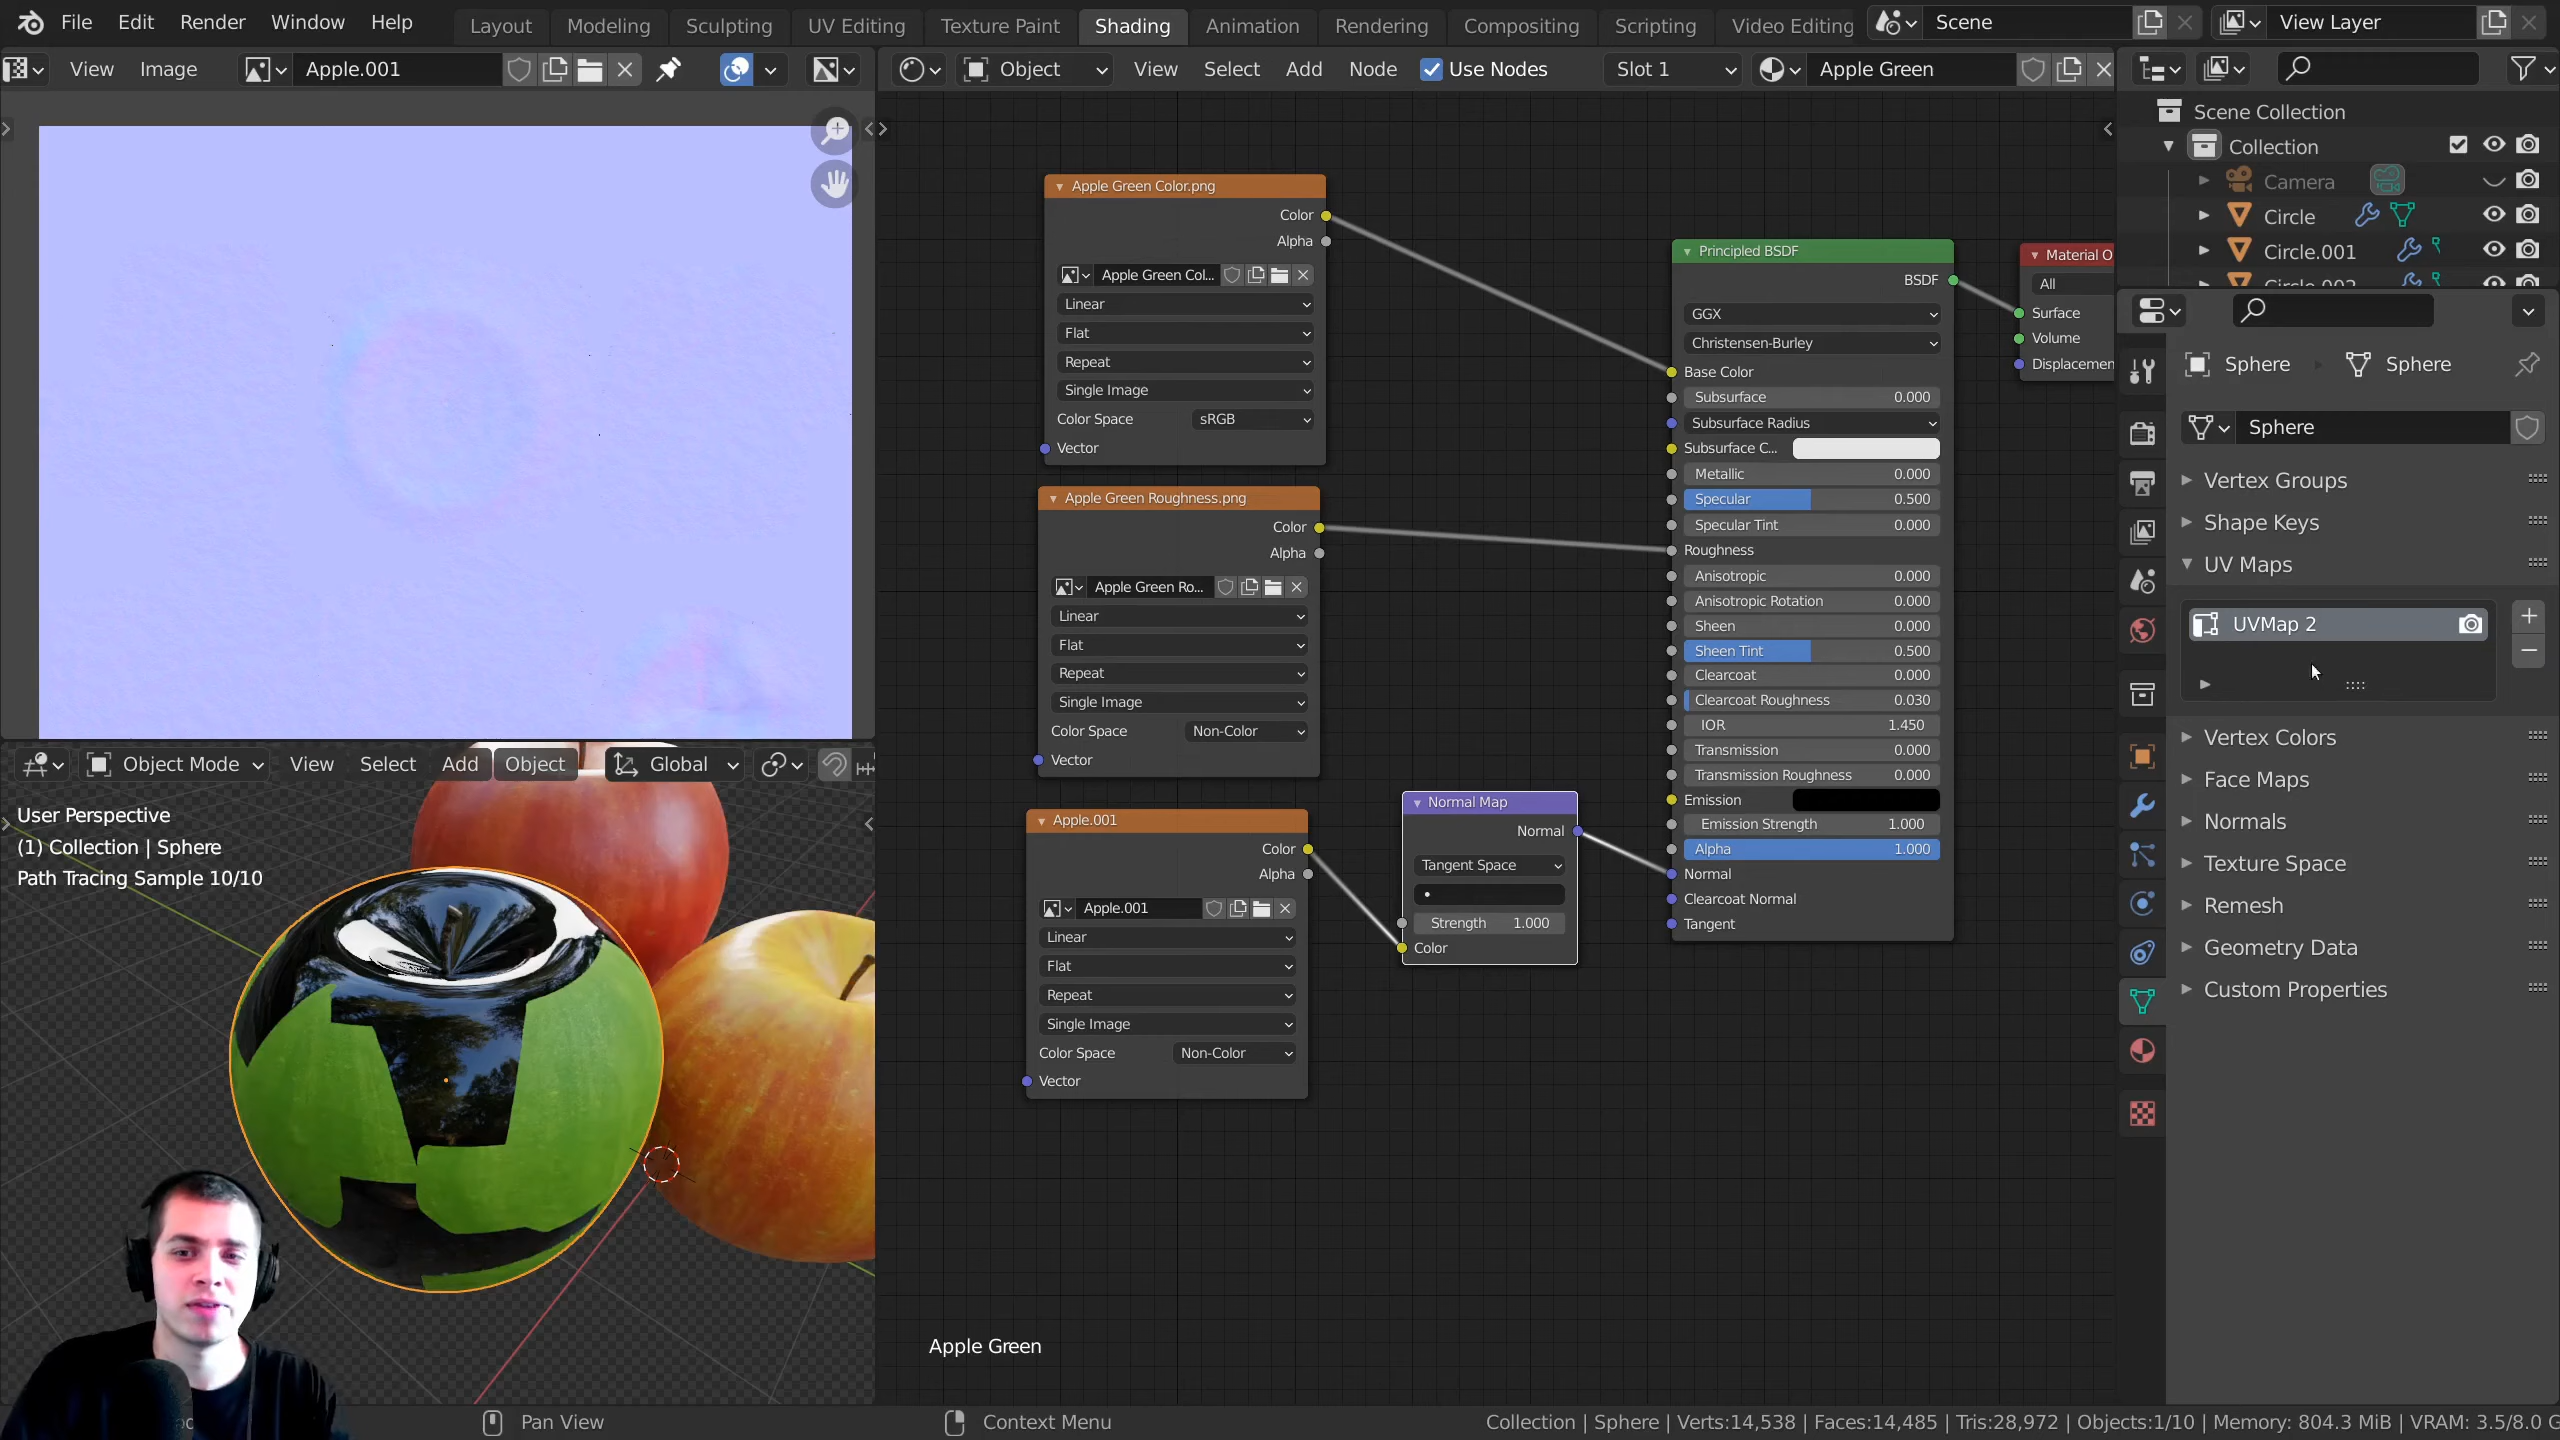 File Edit Render Window Help Layout Modeling Sculpting UV Editing Texture Paint Shading Animation Rendering Compositing Scripting Video Editing Scene View Layer
View Image Apple.001
Object View Select Add Node Use Nodes Slot 1 Apple Green
Scene Collection
Collection
Camera
Circle
Circle.001
Apple Green Color.png
Color
Alpha
Apple Green Col...
Linear
Flat
Repeat
Single Image
Color Space sRGB
Vector
Apple Green Roughness.png
Color
Alpha
Apple Green Ro...
Linear
Flat
Repeat
Single Image
Color Space Non-Color
Vector
Apple.001
Color
Alpha
Apple.001
Linear
Flat
Repeat
Single Image
Color Space Non-Color
Vector
Normal Map
Normal
Tangent Space
Strength 1.000
Color
Principled BSDF
BSDF
GGX
Christensen-Burley
Base Color
Subsurface 0.000
Subsurface Radius
Subsurface C...
Metallic 0.000
Specular 0.500
Specular Tint 0.000
Roughness
Anisotropic 0.000
Anisotropic Rotation 0.000
Sheen 0.000
Sheen Tint 0.500
Clearcoat 0.000
Clearcoat Roughness 0.030
IOR 1.450
Transmission 0.000
Transmission Roughness 0.000
Emission
Emission Strength 1.000
Alpha 1.000
Normal
Clearcoat Normal
Tangent
Material O
All
Surface
Volume
Displacemen
Sphere Sphere
Sphere
Vertex Groups
Shape Keys
UV Maps
UVMap 2
Vertex Colors
Face Maps
Normals
Texture Space
Remesh
Geometry Data
Custom Properties
Object Mode View Select Add Object Global
User Perspective
(1) Collection | Sphere
Path Tracing Sample 10/10
Apple Green
Pan View Context Menu Collection | Sphere | Verts:14,538 | Faces:14,485 | Tris:28,972 | Objects:1/10 | Memory: 804.3 MiB | VRAM: 3.5/8.0 G